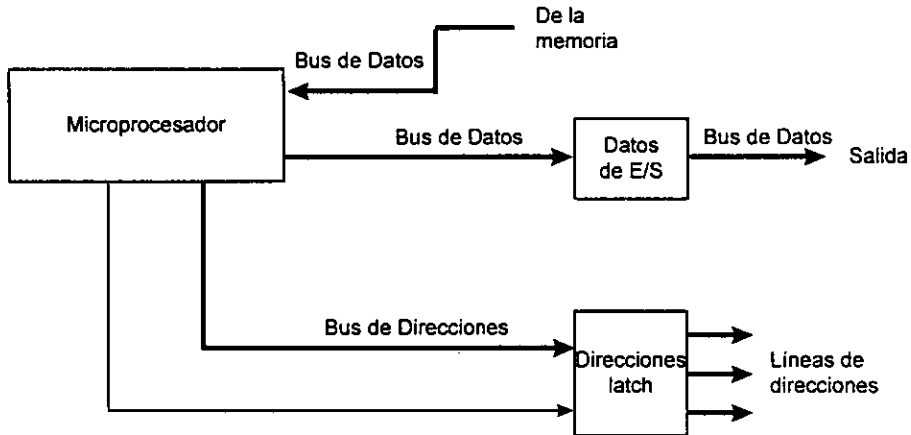 De la
memoria
Bus de Datos
Microprocesador
Bus de Datos
Datos
de E/S
Bus de Datos
Salida
Bus de Direcciones
Direcciones
latch
Líneas de
direcciones